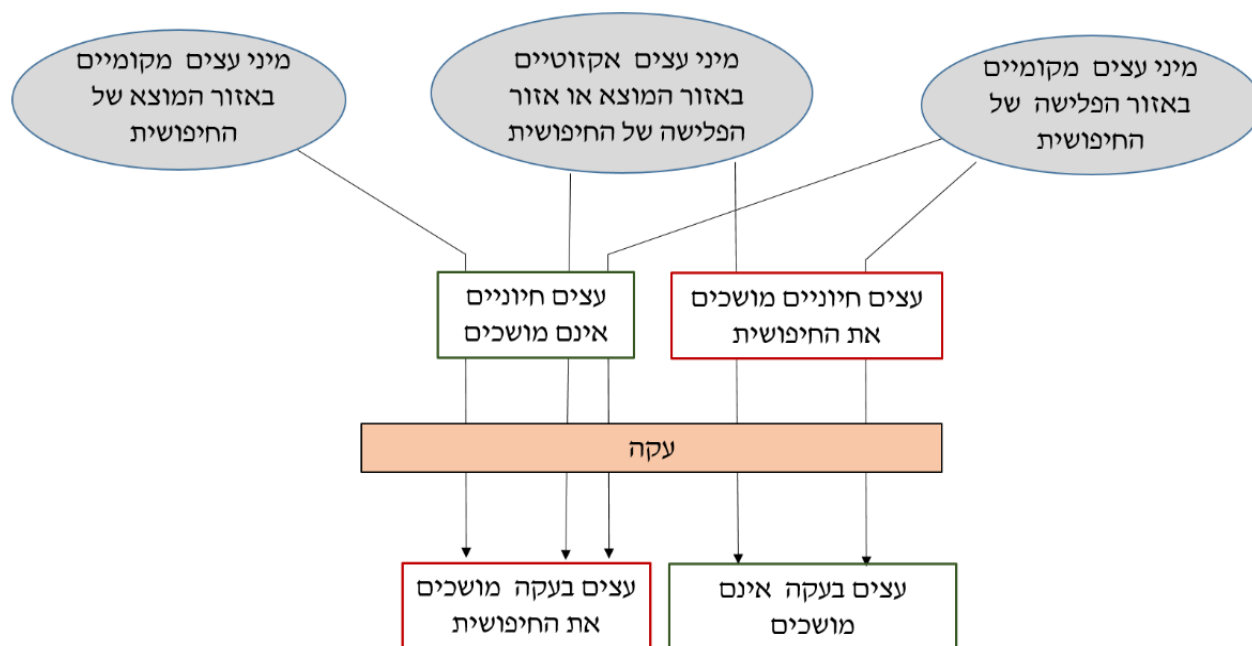 מיני עצים מקומיים
באזור הפלישה של
החיפושית
מיני עצים אקזוטיים
באזור המוצא או אזור
הפלישה של החיפושית
מיני עצים מקומיים
באזור המוצא של
החיפושית
עצים חיוניים מושכים
את החיפושית
עצים חיוניים
אינם מושכים
עקה
עצים בעקה אינם
מושכים
עצים בעקה מושכים
את החיפושית